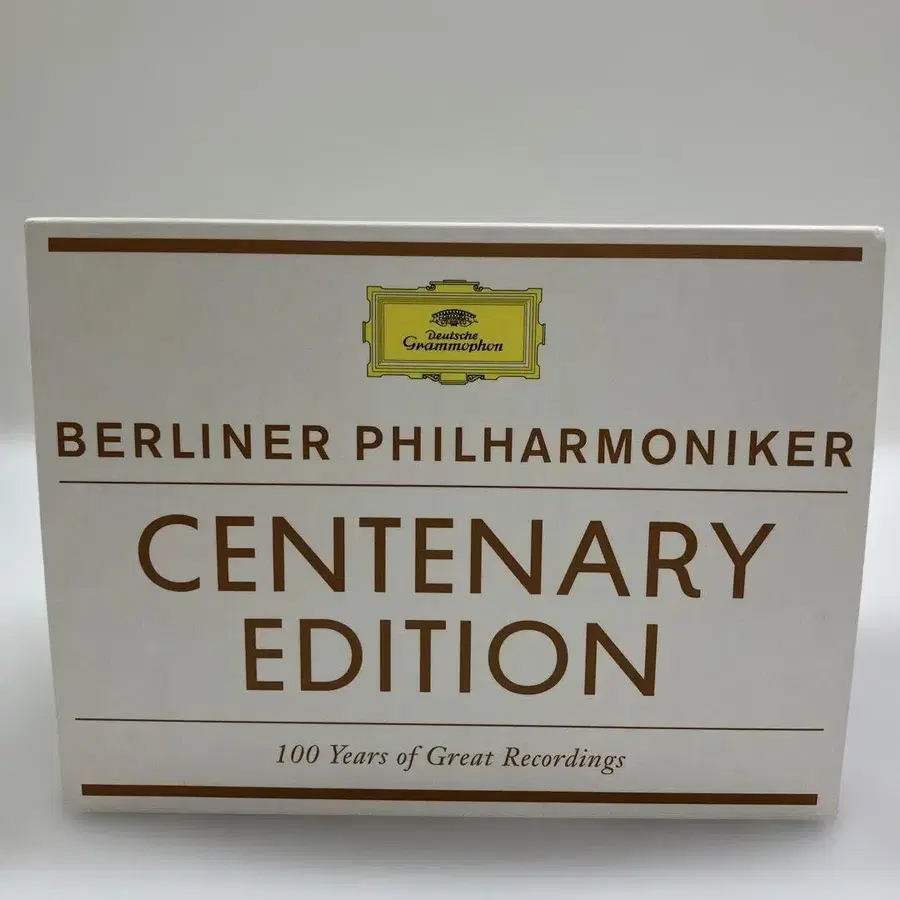 Deutsche
Grammophon
BERLINER PHILHARMONIKER
CENTENARY
EDITION
100 Years of Great Recordings